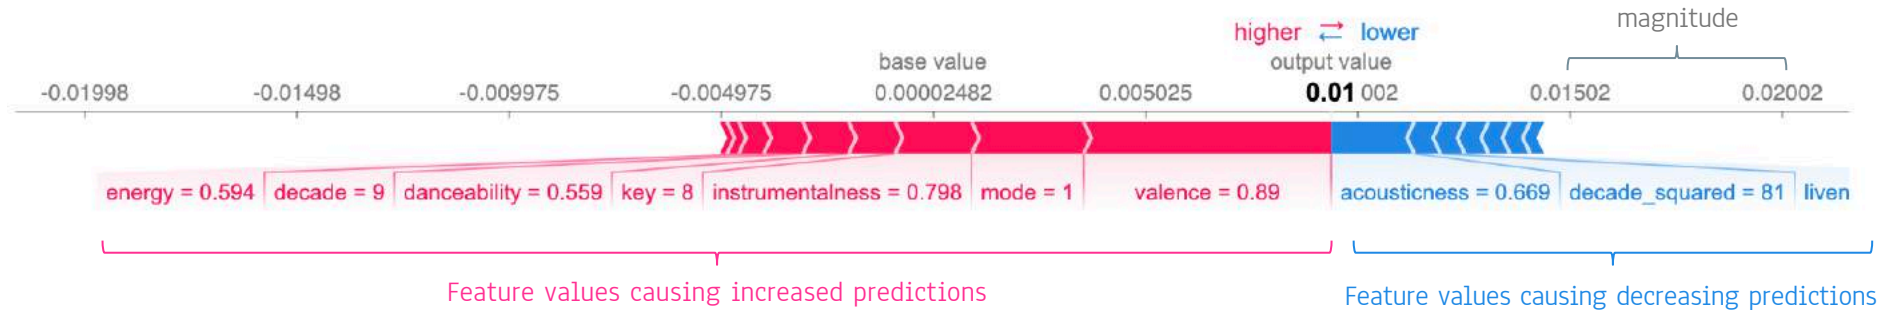 magnitude
higher ⇄ lower
base value output value
-0.01998 -0.01498 -0.009975 -0.004975 0.00002482 0.005025 0.01 002 0.01502 0.02002
energy = 0.594 decade = 9 danceability = 0.559 key = 8 instrumentalness = 0.798 mode = 1 valence = 0.89 acousticness = 0.669 decade_squared = 81 liven
Feature values causing increased predictions
Feature values causing decreasing predictions